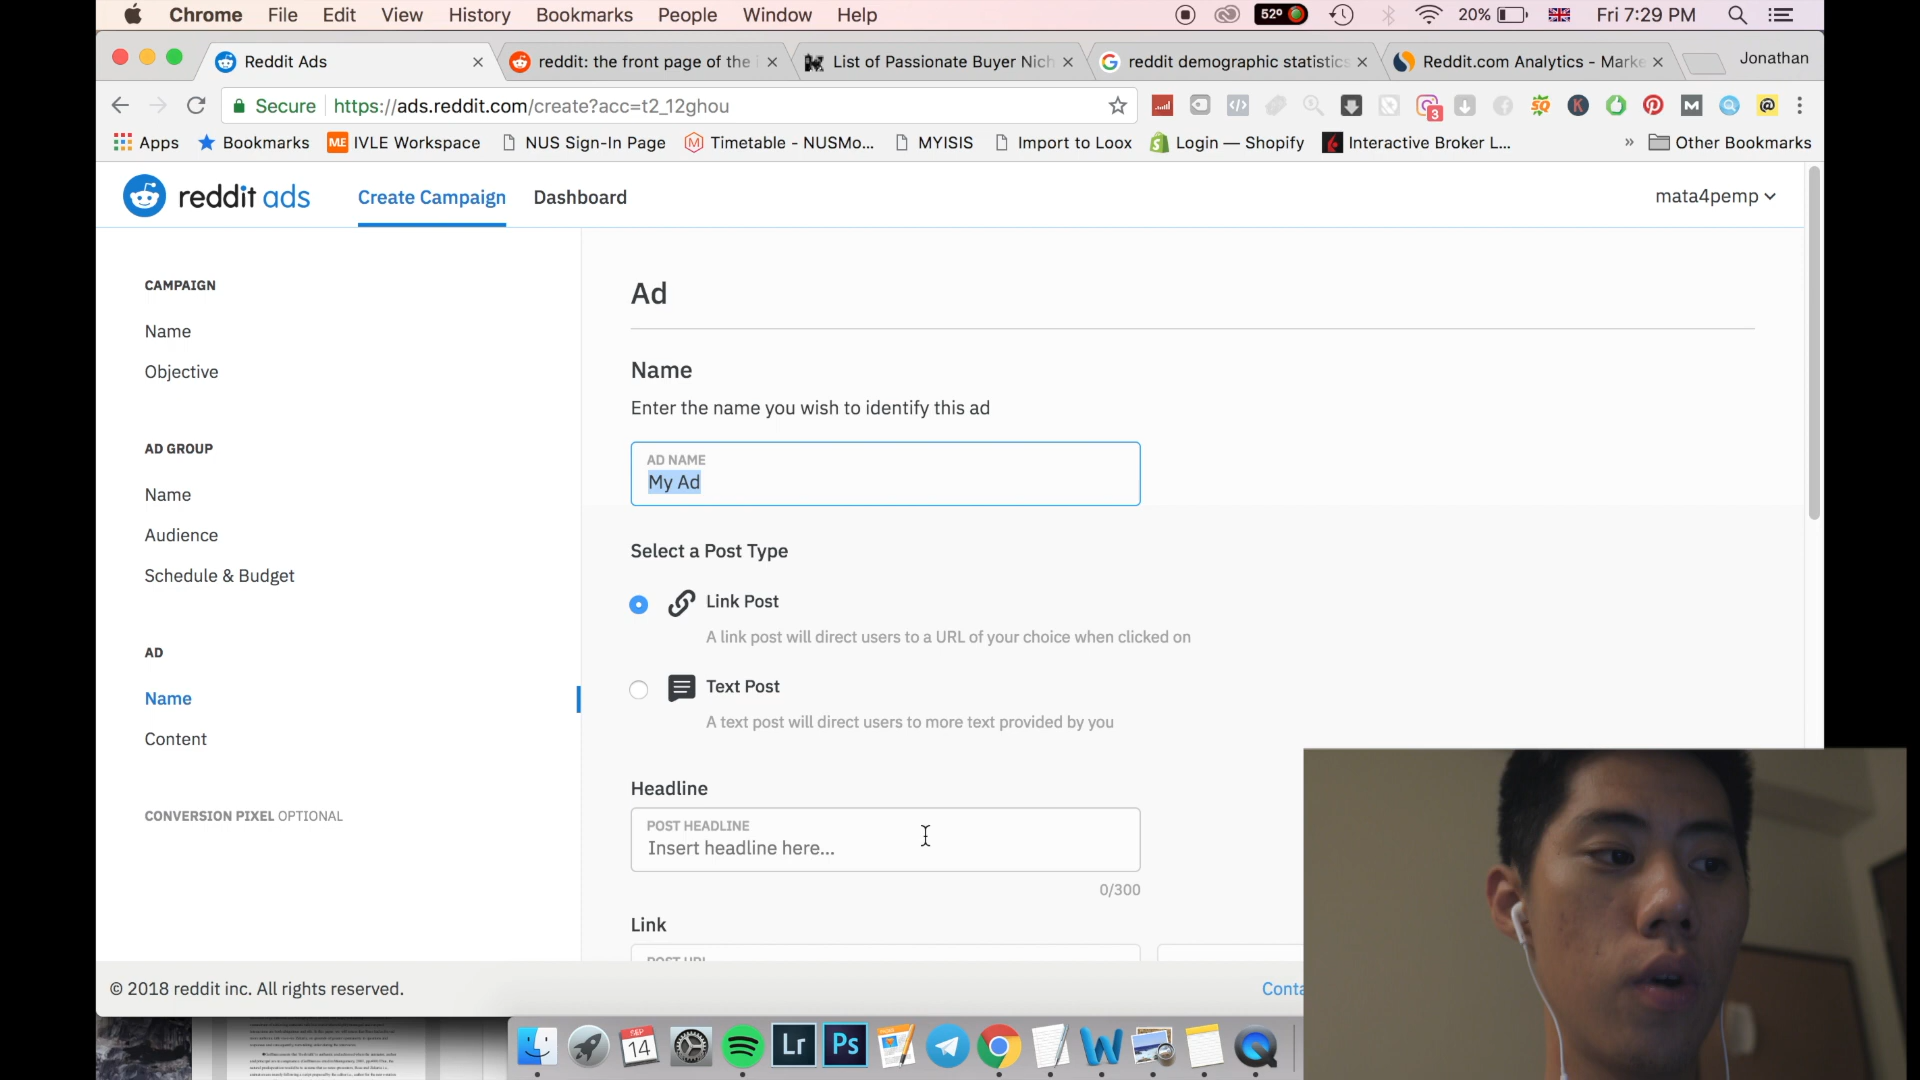 Chrome File Edit View History Bookmarks People Window Help
52° 20% Fri 7:29 PM
Reddit Ads
reddit: the front page of the
List of Passionate Buyer Nich
reddit demographic statistics
Reddit.com Analytics - Marke
Jonathan
Secure https://ads.reddit.com/create?acc=t2_12ghou
3
Apps Bookmarks IVLE Workspace NUS Sign-In Page Timetable - NUSMo... MYISIS Import to Loox Login — Shopify Interactive Broker L... » Other Bookmarks
reddit ads Create Campaign Dashboard mata4pemp
CAMPAIGN
Name
Objective
AD GROUP
Name
Audience
Schedule & Budget
AD
Name
Content
CONVERSION PIXEL OPTIONAL
Ad
Name
Enter the name you wish to identify this ad
AD NAME
My Ad
Select a Post Type
Link Post
A link post will direct users to a URL of your choice when clicked on
Text Post
A text post will direct users to more text provided by you
Headline
POST HEADLINE
Insert headline here...
0/300
Link
POST URL
© 2018 reddit inc. All rights reserved.
Conta
SEP
14
Lr
Ps